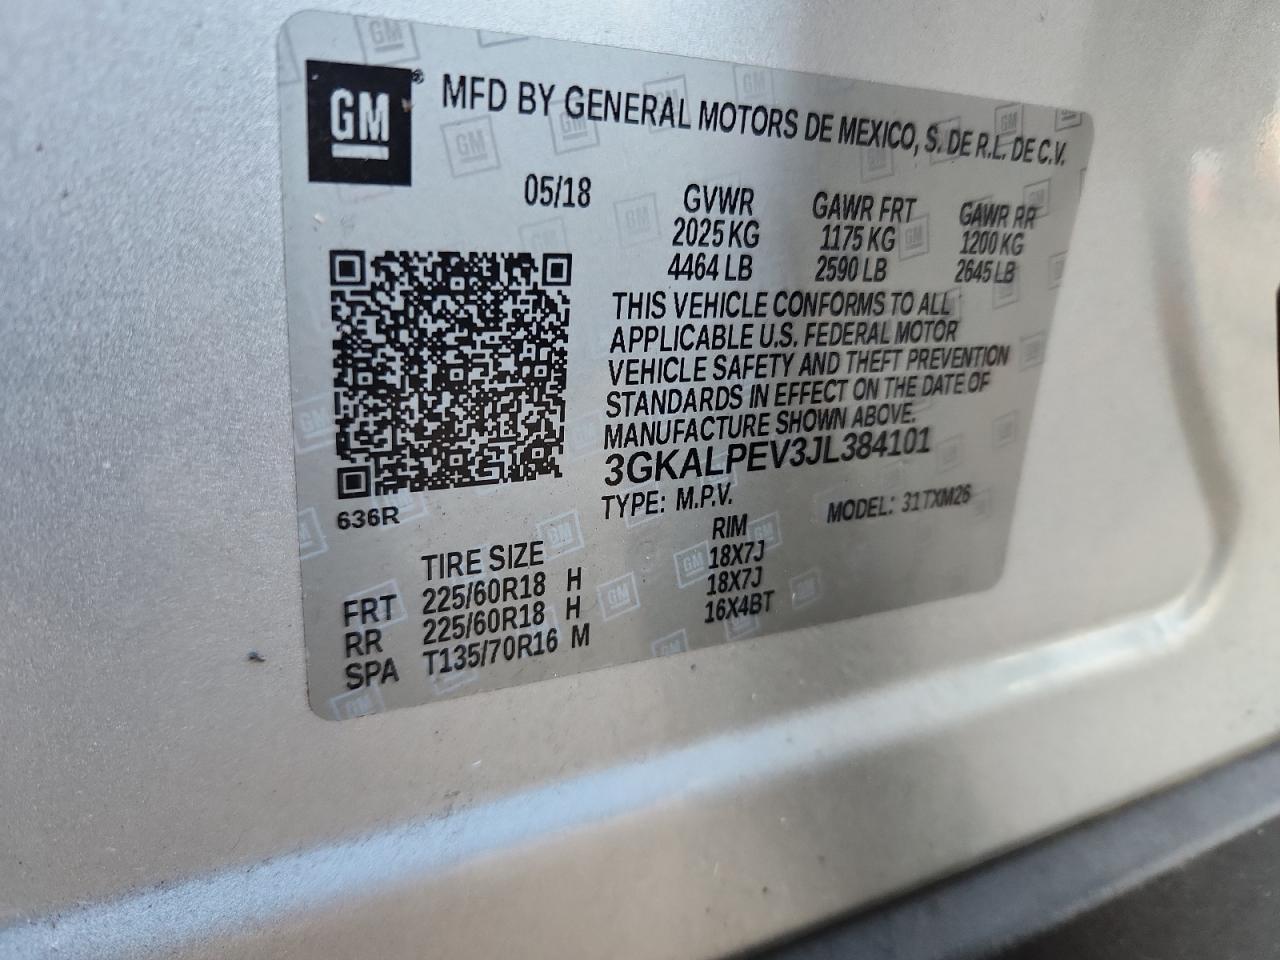 GM® MFD BY GENERAL MOTORS DE MEXICO, S. DE R.L. DE C.V.
05/18 GVWR GAWR FRT GAWR RR
2025 KG 1175 KG 1200 KG
4464 LB 2590 LB 2645 LB
THIS VEHICLE CONFORMS TO ALL
APPLICABLE U.S. FEDERAL MOTOR
VEHICLE SAFETY AND THEFT PREVENTION
STANDARDS IN EFFECT ON THE DATE OF
MANUFACTURE SHOWN ABOVE.
3GKALPEV3JL384101
636R
TYPE: M.P.V. MODEL: 31TXM26
TIRE SIZE RIM
FRT 225/60R18 H 18X7J
RR 225/60R18 H 18X7J
SPA T135/70R16 M 16X4BT